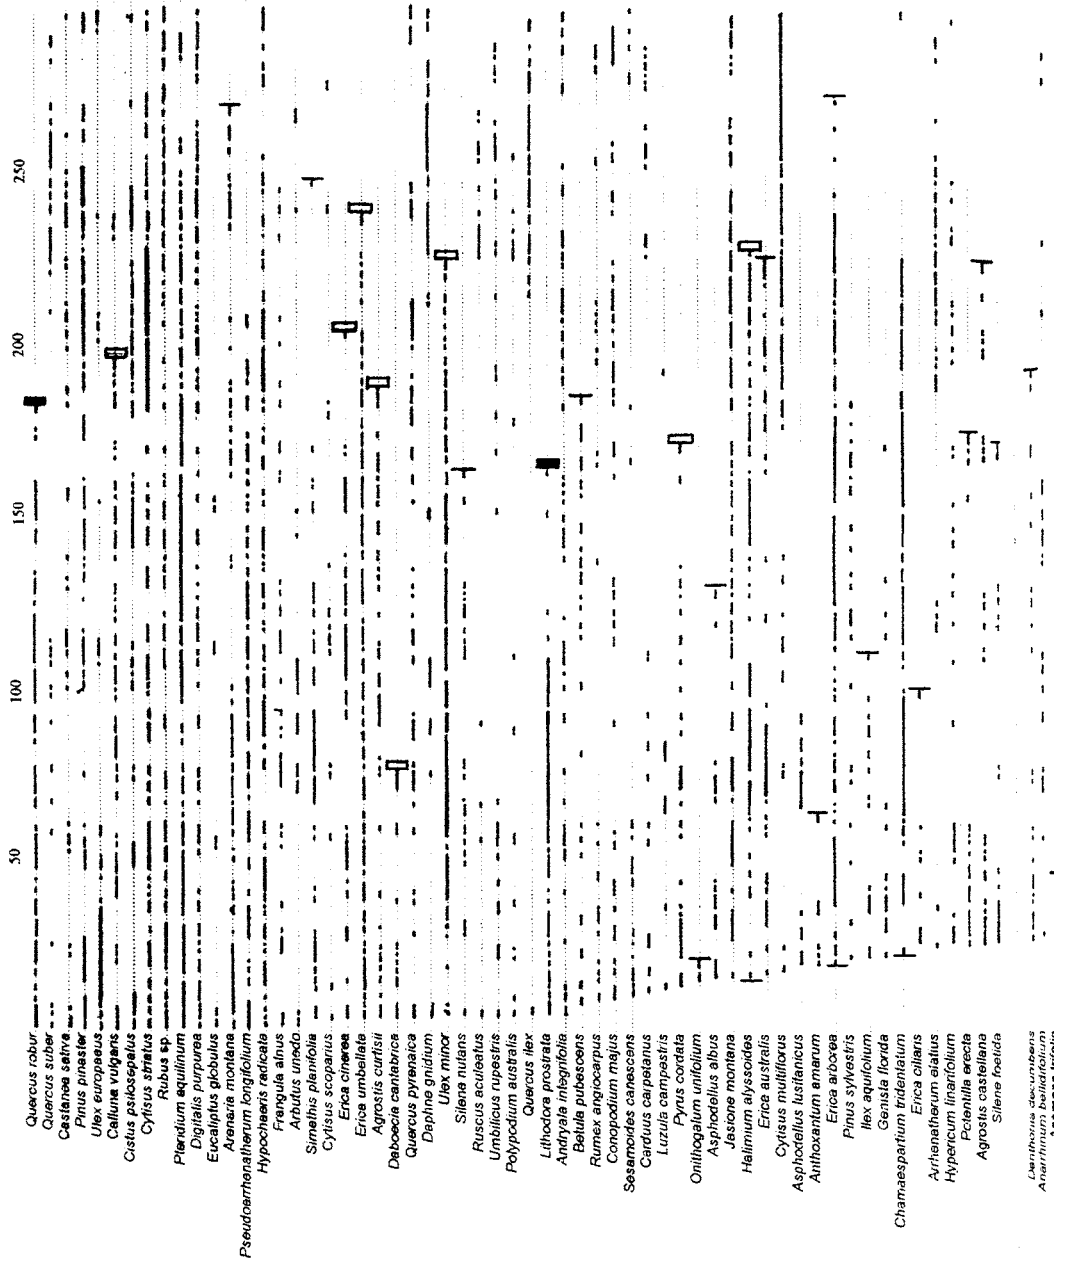 50
100
150
200
250
Quercus robur
Quercus suber
Castanea sativa
Pinus pinaster
Ulex europaeus
Calluna vulgaris
Cistus psilosepalus
Cytisus striatus
Rubus sp.
Pteridium aquilinum
Digitalis purpurea
Eucaliptus globulus
Arenaria montana
Pseudoarrhenatherum longifolium
Hypochaeris radicata
Frangula alnus
Arbutus unedo
Simethis planifolia
Cytisus scoparius
Erica cinerea
Erica umbellata
Agrostis curtisii
Daboecia cantabrica
Quercus pyrenaica
Daphne gnidium
Ulex minor
Silene nutans
Ruscus aculeatus
Umbilicus rupestris
Polypodium australis
Quercus ilex
Lithodora prostrata
Andryala integrifolia
Betula pubescens
Rumex angiocarpus
Conopodium majus
Sesamoides canescens
Carduus carpetanus
Luzula campestris
Pyrus cordata
Ornithogalum unifolium
Asphodellus albus
Jasione montana
Halimium alyssoides
Erica australis
Cytisus multiflorus
Asphodellus lusitanicus
Anthoxantum amarum
Erica arborea
Pinus sylvestris
Ilex aquifolium
Genista florida
Chamaespartium tridentatum
Erica ciliaris
Arrhenatherum elatius
Hypericum linariifolium
Potentilla erecta
Agrostus castellana
Silene foetida
Danthonia decumbens
Anarrhinum bellidifolium